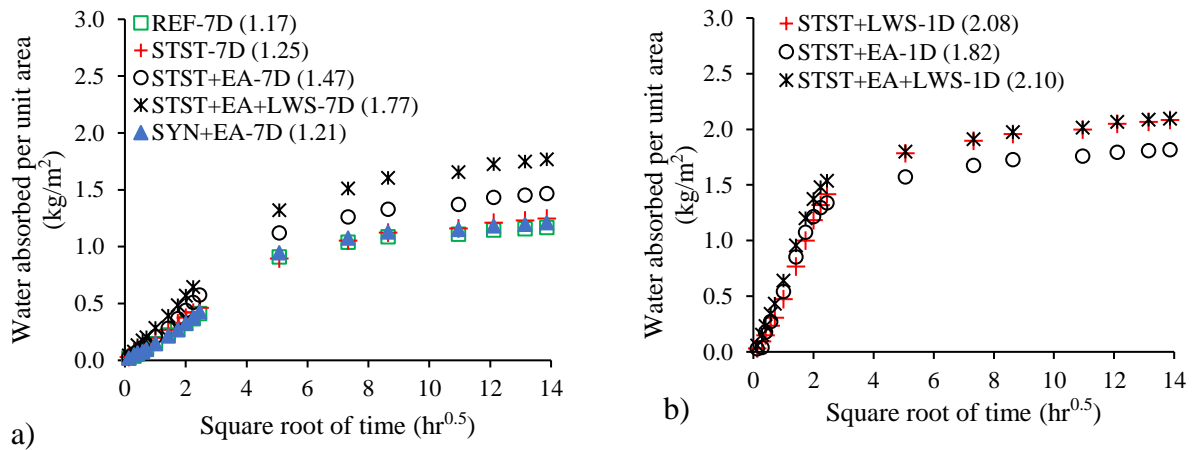 Water absorbed per unit area
(kg/m²)
3.0
2.5
2.0
1.5
1.0
0.5
0.0
REF-7D (1.17)
STST-7D (1.25)
STST+EA-7D (1.47)
STST+EA+LWS-7D (1.77)
SYN+EA-7D (1.21)
0 2 4 6 8 10 12 14
Square root of time (hr⁰·⁵)
a)
Water absorbed per unit area
(kg/m²)
3.0
2.5
2.0
1.5
1.0
0.5
0.0
STST+LWS-1D (2.08)
STST+EA-1D (1.82)
STST+EA+LWS-1D (2.10)
0 2 4 6 8 10 12 14
Square root of time (hr⁰·⁵)
b)